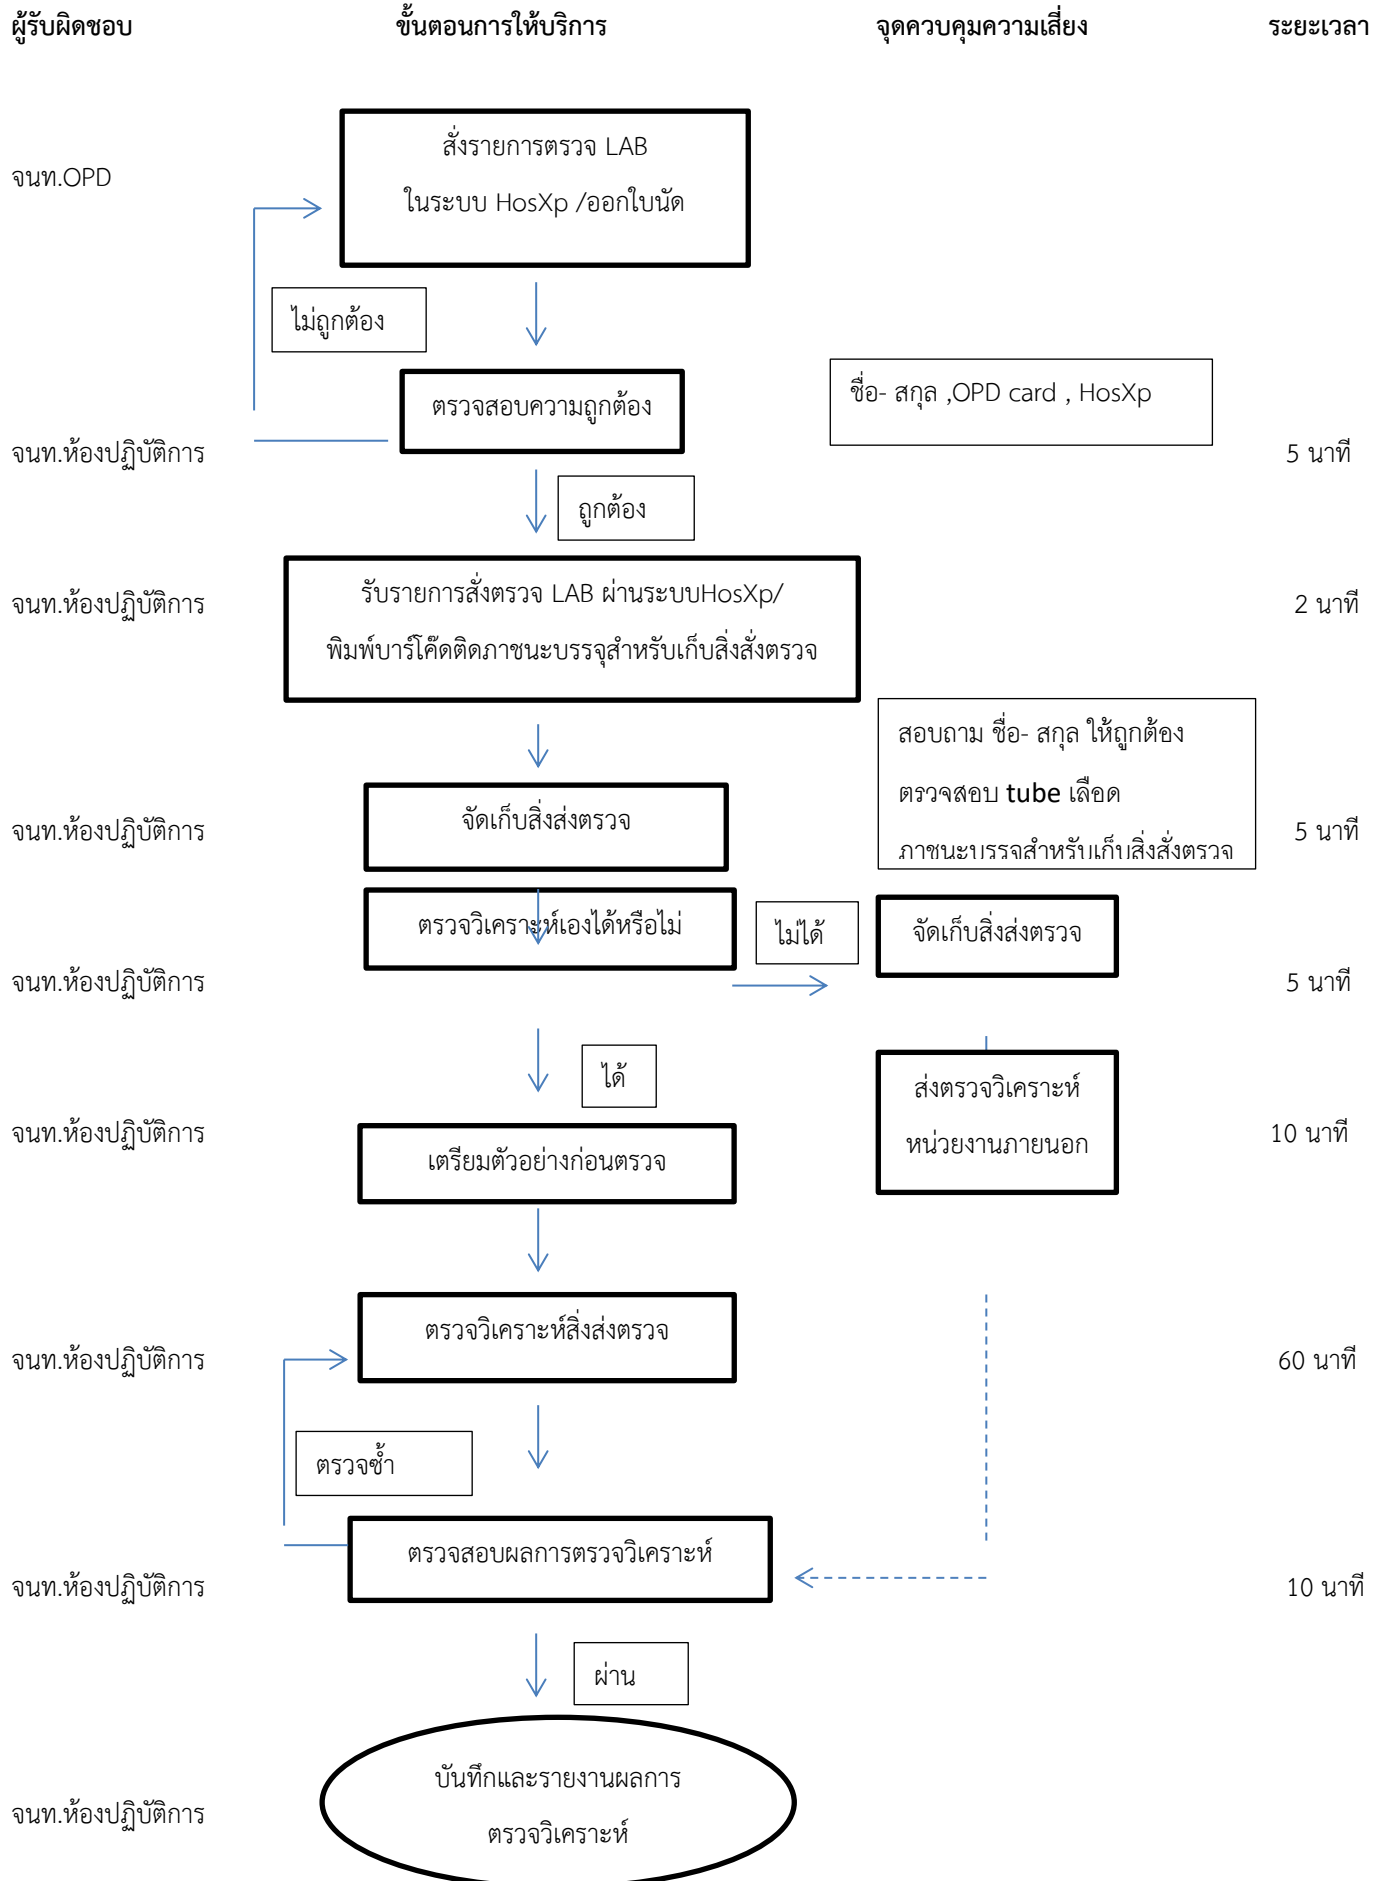 ผู้รับผิดชอบ
ขั้นตอนการให้บริการ
จุดควบคุมความเสี่ยง
ระยะเวลา
สั่งรายการตรวจ LAB
ในระบบ HosXp /ออกใบนัด
จนท.OPD
ไม่ถูกต้อง
ตรวจสอบความถูกต้อง
ชื่อ- สกุล ,OPD card , HosXp
จนท.ห้องปฏิบัติการ
5 นาที
ถูกต้อง
รับรายการสั่งตรวจ LAB ผ่านระบบHosXp/
พิมพ์บาร์โค๊ดติดภาชนะบรรจุสำหรับเก็บสิ่งสั่งตรวจ
จนท.ห้องปฏิบัติการ
2 นาที
สอบถาม ชื่อ- สกุล ให้ถูกต้อง
ตรวจสอบ tube เลือด
ภาชนะบรรจุสำหรับเก็บสิ่งสั่งตรวจ
จัดเก็บสิ่งส่งตรวจ
จนท.ห้องปฏิบัติการ
5 นาที
ตรวจวิเคราะห์เองได้หรือไม่
ไม่ได้
จัดเก็บสิ่งส่งตรวจ
จนท.ห้องปฏิบัติการ
5 นาที
ได้
ส่งตรวจวิเคราะห์
หน่วยงานภายนอก
จนท.ห้องปฏิบัติการ
10 นาที
เตรียมตัวอย่างก่อนตรวจ
ตรวจวิเคราะห์สิ่งส่งตรวจ
จนท.ห้องปฏิบัติการ
60 นาที
ตรวจซ้ำ
ตรวจสอบผลการตรวจวิเคราะห์
จนท.ห้องปฏิบัติการ
10 นาที
ผ่าน
บันทึกและรายงานผลการ
ตรวจวิเคราะห์
จนท.ห้องปฏิบัติการ